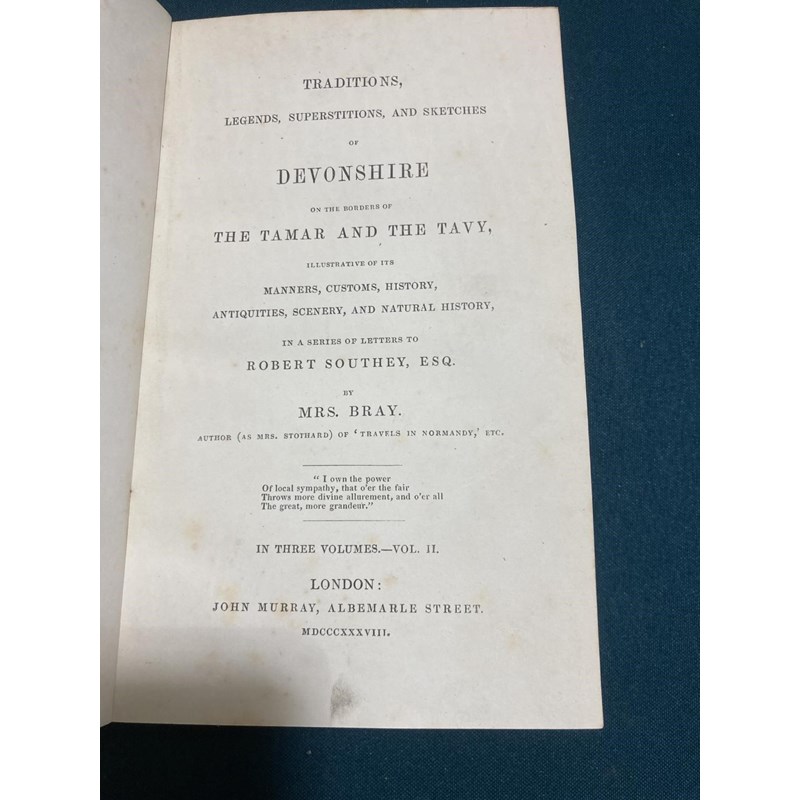 TRADITIONS,
LEGENDS, SUPERSTITIONS, AND SKETCHES
OF
DEVONSHIRE
ON THE BORDERS OF
THE TAMAR AND THE TAVY,
ILLUSTRATIVE OF ITS
MANNERS, CUSTOMS, HISTORY,
ANTIQUITIES, SCENERY, AND NATURAL HISTORY,
IN A SERIES OF LETTERS TO
ROBERT SOUTHEY, ESQ.
BY
MRS. BRAY.
AUTHOR (AS MRS. STOTHARD) OF ‘TRAVELS IN NORMANDY,’ ETC.
“ I own the power
Of local sympathy, that o'er the fair
Throws more divine allurement, and o'er all
The great, more grandeur.”
IN THREE VOLUMES.—VOL. II.
LONDON:
JOHN MURRAY, ALBEMARLE STREET.
MDCCCXXXVIII.